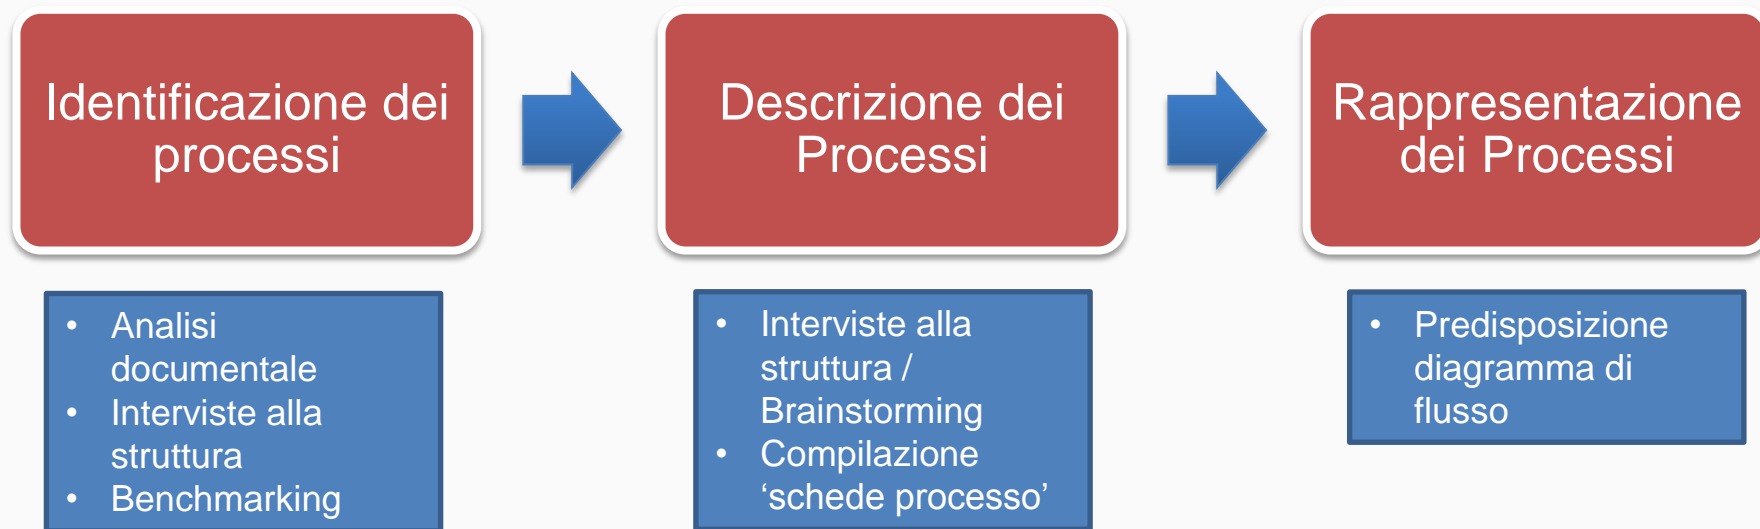 Identificazione dei
processi
Descrizione dei
Processi
Rappresentazione
dei Processi
• Analisi
documentale
• Interviste alla
struttura
• Benchmarking
• Interviste alla
struttura /
Brainstorming
• Compilazione
‘schede processo’
• Predisposizione
diagramma di
flusso